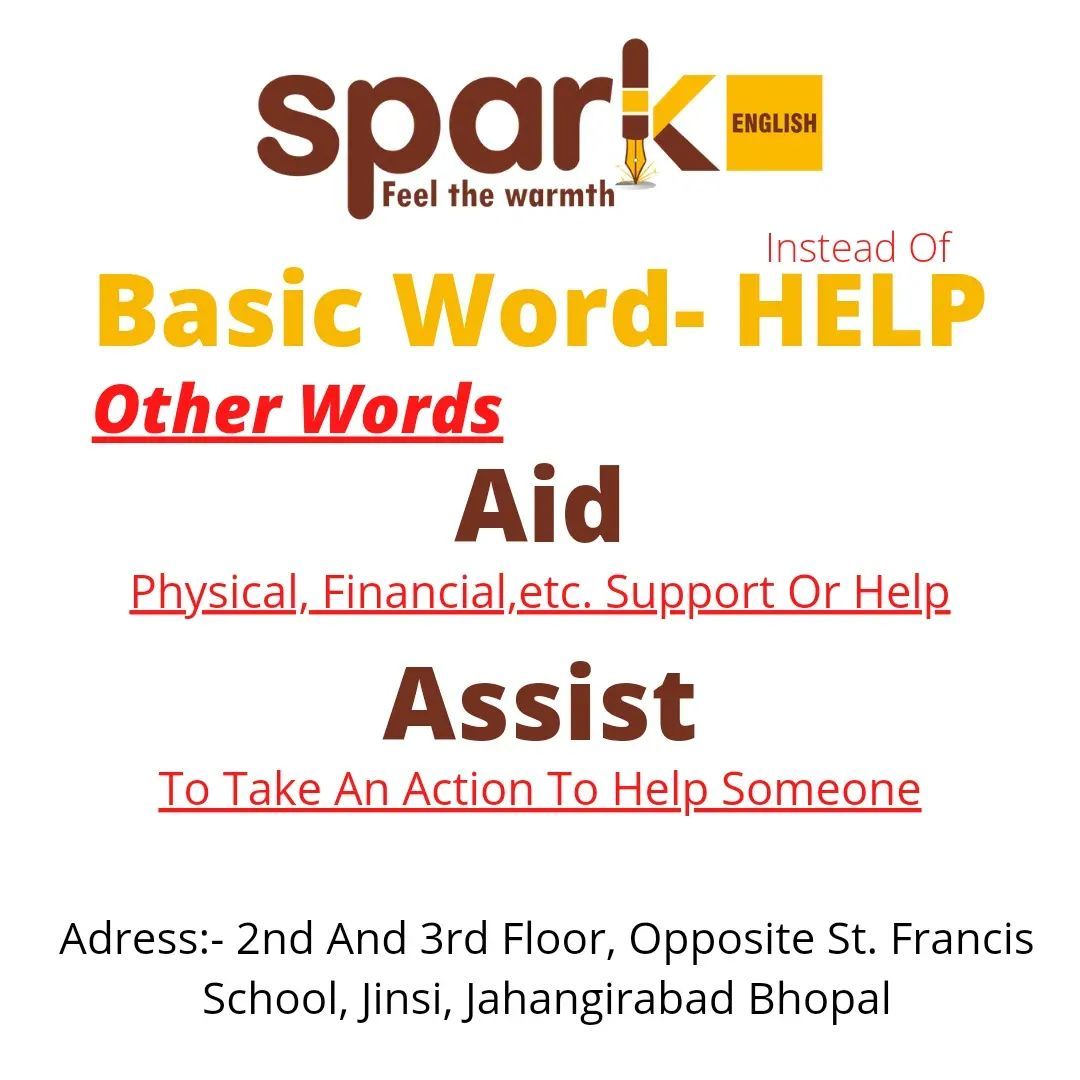 spark ENGLISH
Feel the warmth
Instead Of
Basic Word- HELP
Other Words
Aid
Physical, Financial,etc. Support Or Help
Assist
To Take An Action To Help Someone
Adress:- 2nd And 3rd Floor, Opposite St. Francis
School, Jinsi, Jahangirabad Bhopal